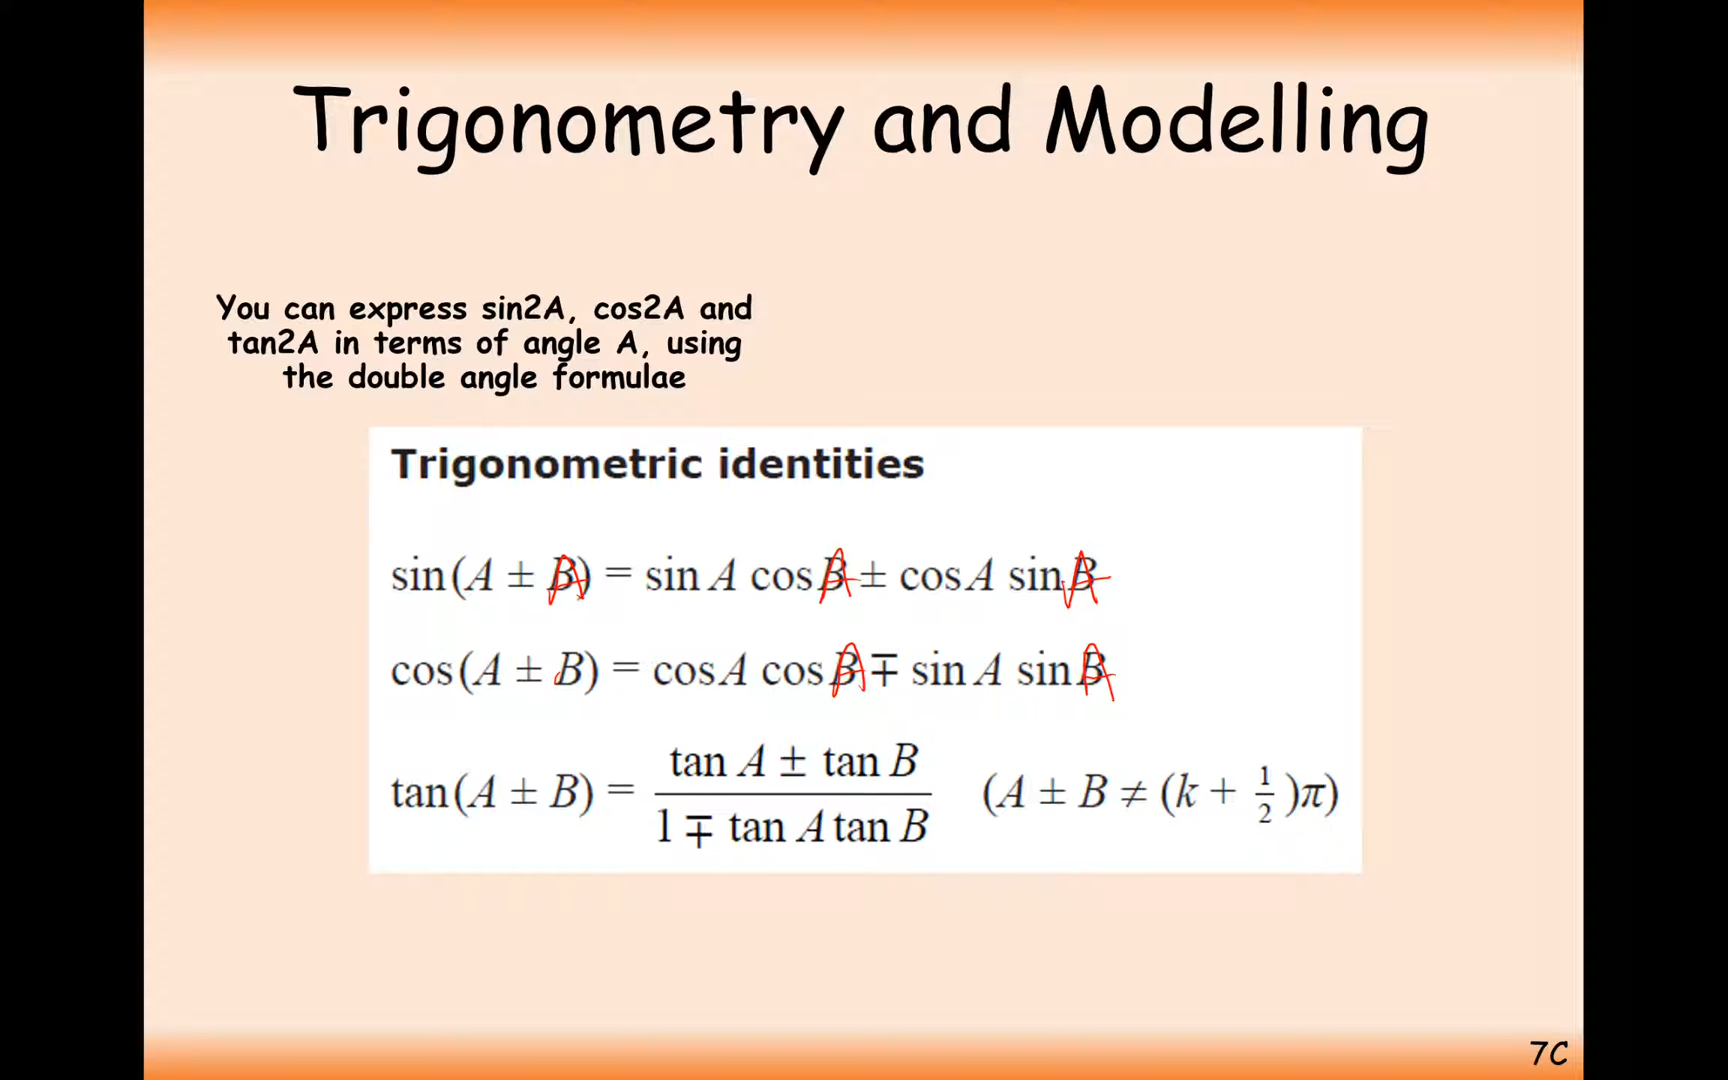 Trigonometry and Modelling
You can express sin2A, cos2A and
tan2A in terms of angle A, using
the double angle formulae
Trigonometric identities
sin(A ± B) = sin A cos B ± cos A sin B
A A A
cos(A ± B) = cos A cos B ∓ sin A sin B
A A
tan(A ± B) = (tan A ± tan B)/(1 ∓ tan A tan B) (A ± B ≠ (k + 1/2)π)
7C